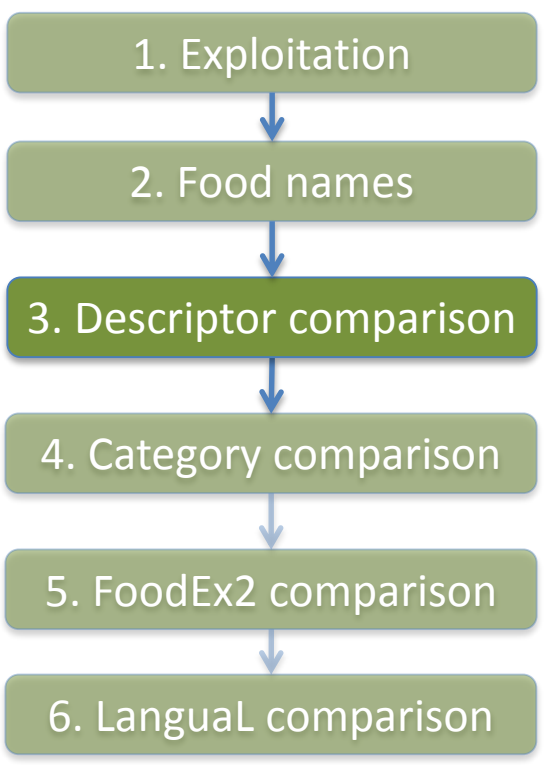 1. Exploitation
2. Food names
3. Descriptor comparison
4. Category comparison
5. FoodEx2 comparison
6. LanguaL comparison